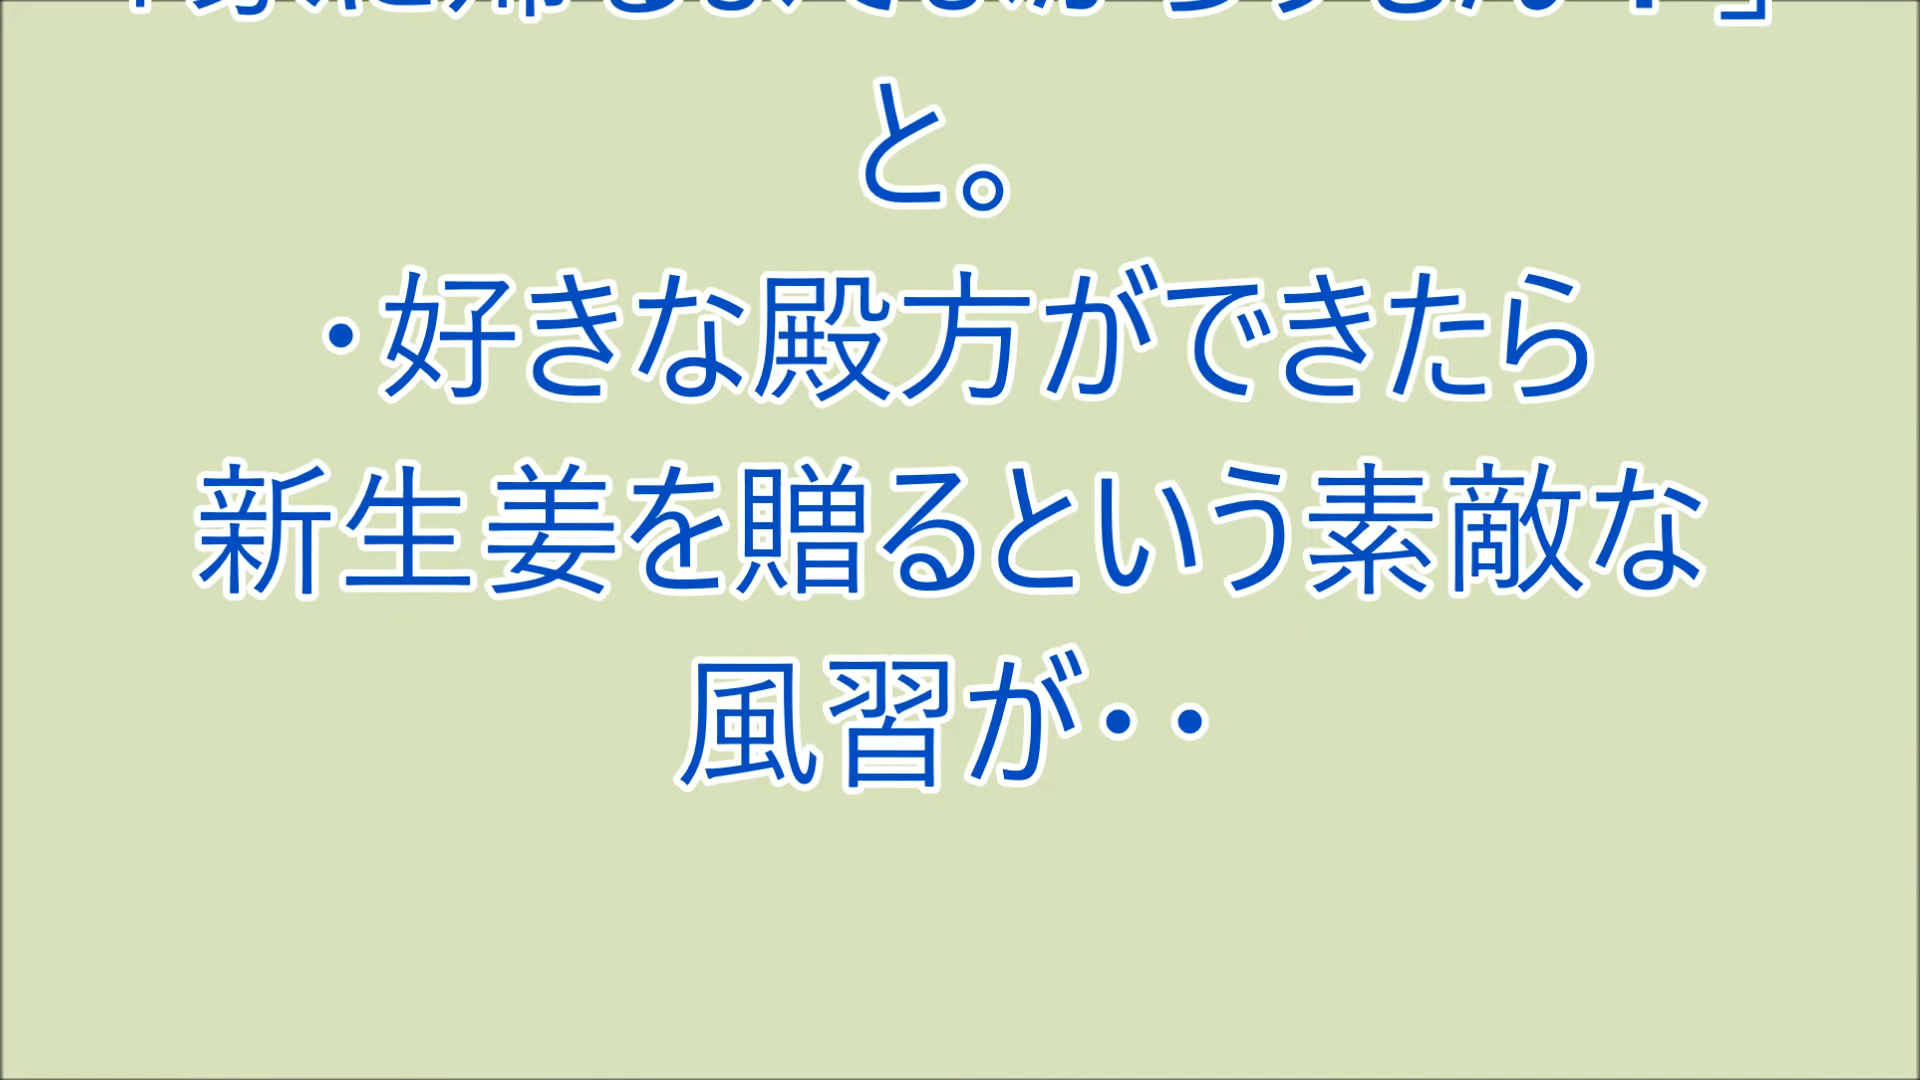 と。
・好きな殿方ができたら
新生姜を贈るという素敵な
風習が・・